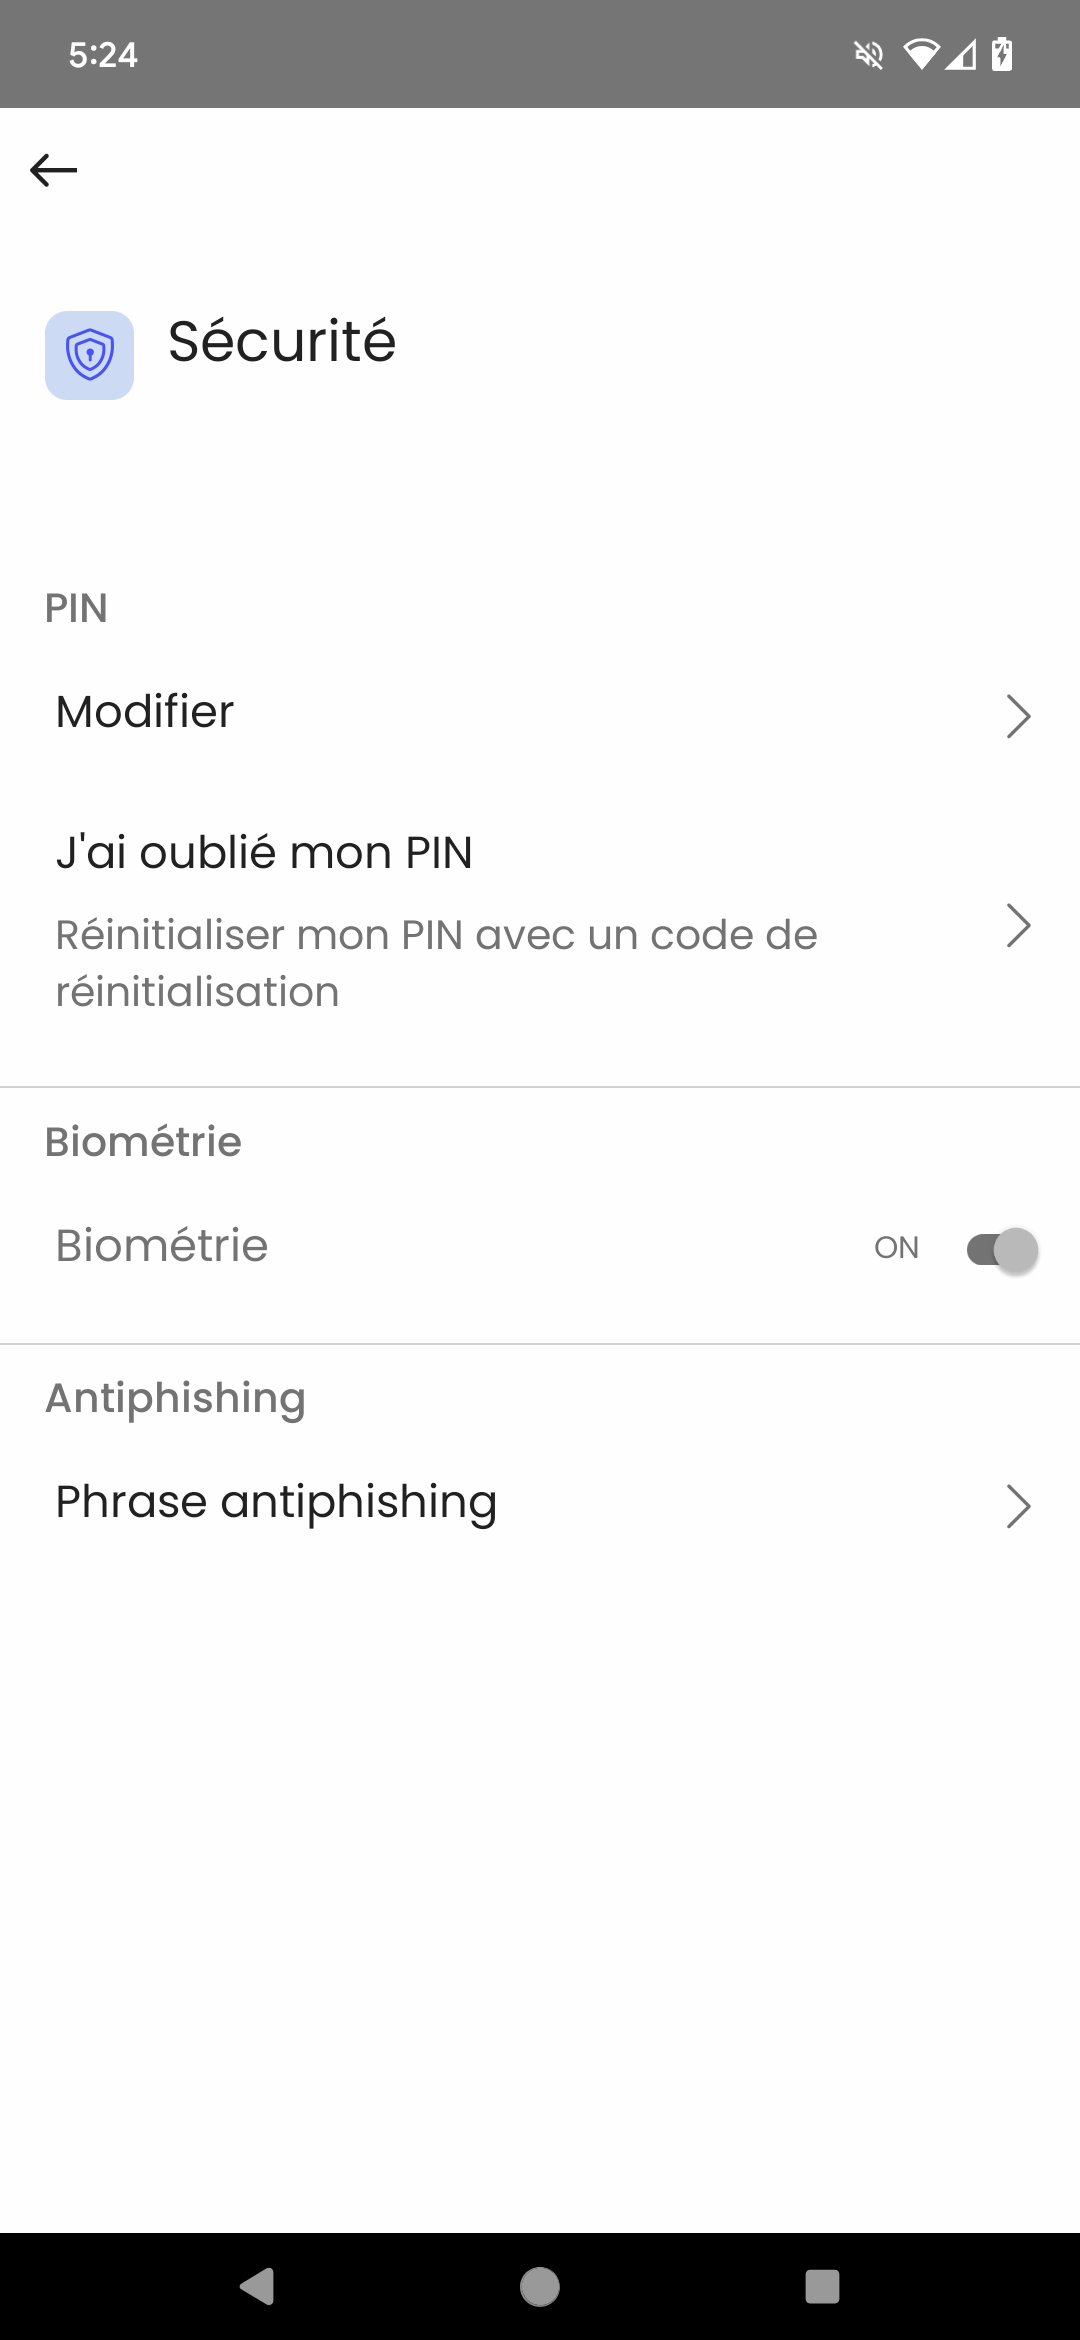 5:24
Sécurité
PIN
Modifier
J'ai oublié mon PIN
Réinitialiser mon PIN avec un code de
réinitialisation
Biométrie
Biométrie
ON
Antiphishing
Phrase antiphishing